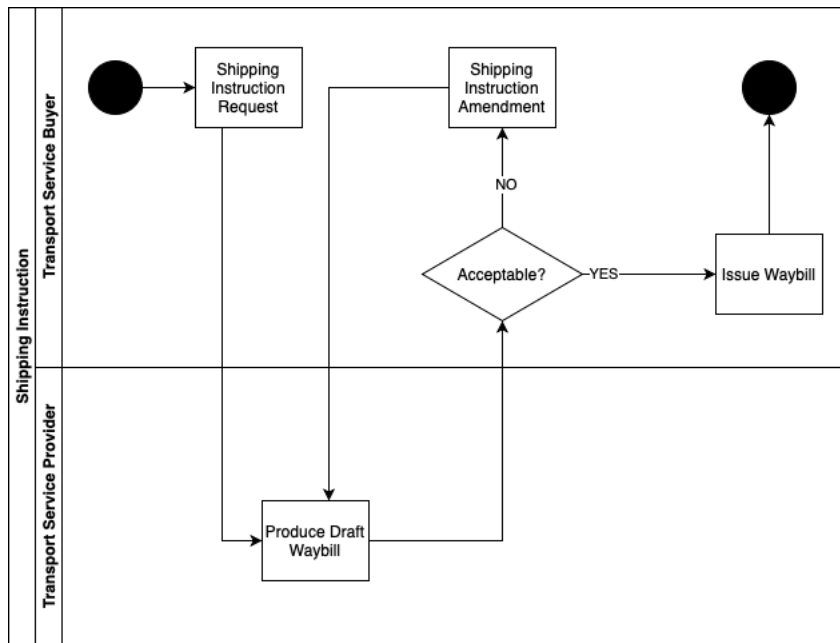 Shipping Instruction
Transport Service Buyer
Shipping
Instruction
Request
Shipping
Instruction
Amendment
NO
Acceptable?
YES
Issue Waybill
Transport Service Provider
Produce Draft
Waybill